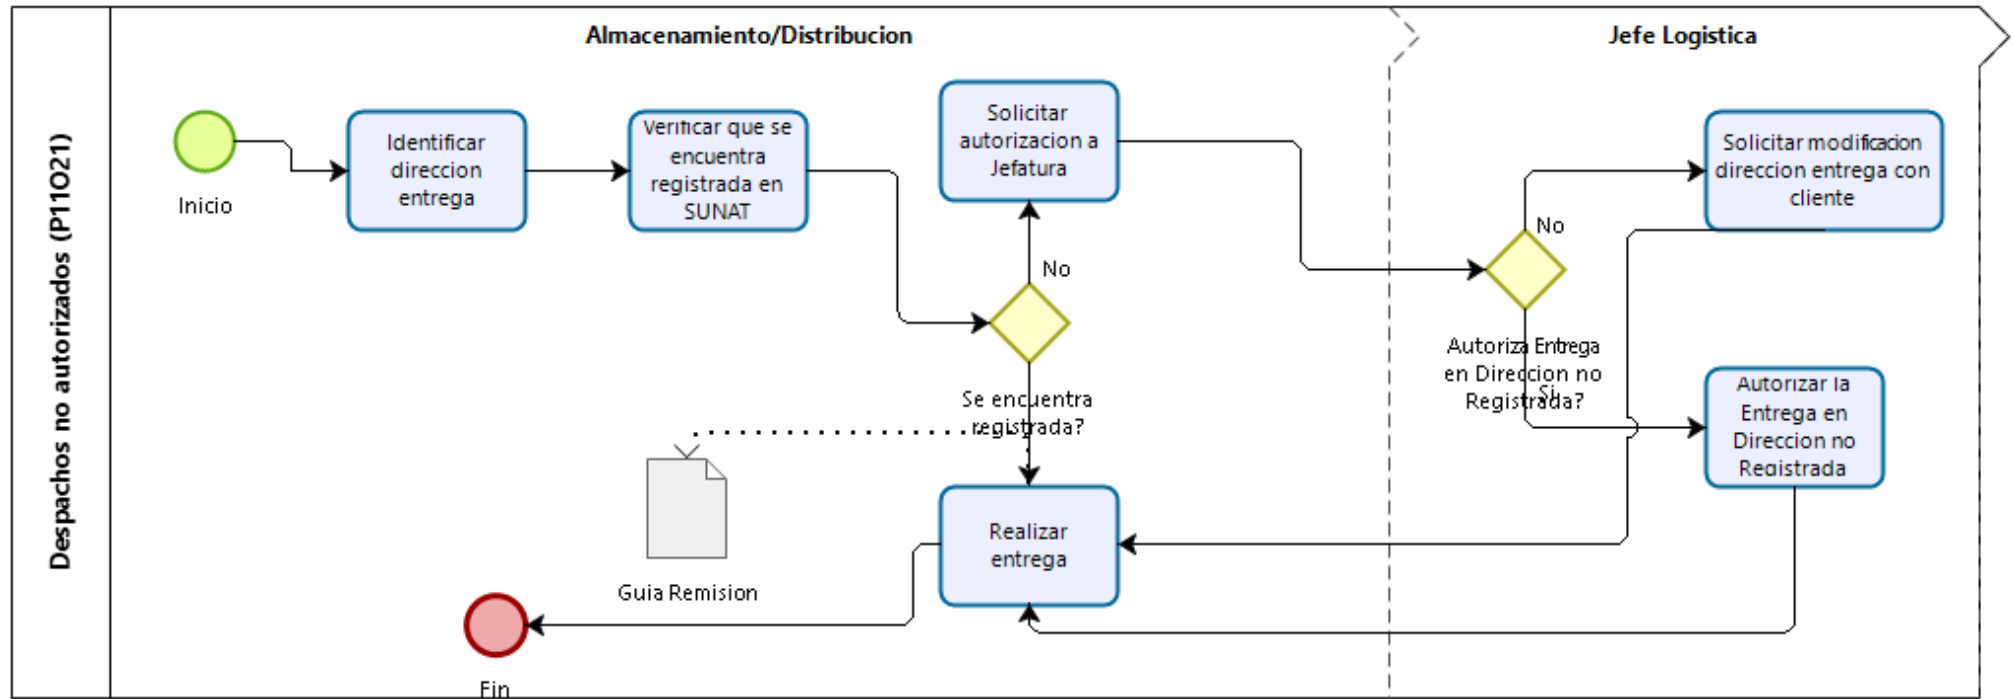 Despachos no autorizados (P11O21)
Almacenamiento/Distribucion
Jefe Logistica
Inicio
Identificar
direccion
entrega
Verificar que se
encuentra
registrada en
SUNAT
Solicitar
autorizacion a
Jefatura
No
Se encuentra
registrada?
Guia Remision
Realizar
entrega
Fin
No
Autoriza Entrega
en Direccion no
Registrada?
Si
Solicitar modificacion
direccion entrega con
cliente
Autorizar la
Entrega en
Direccion no
Registrada